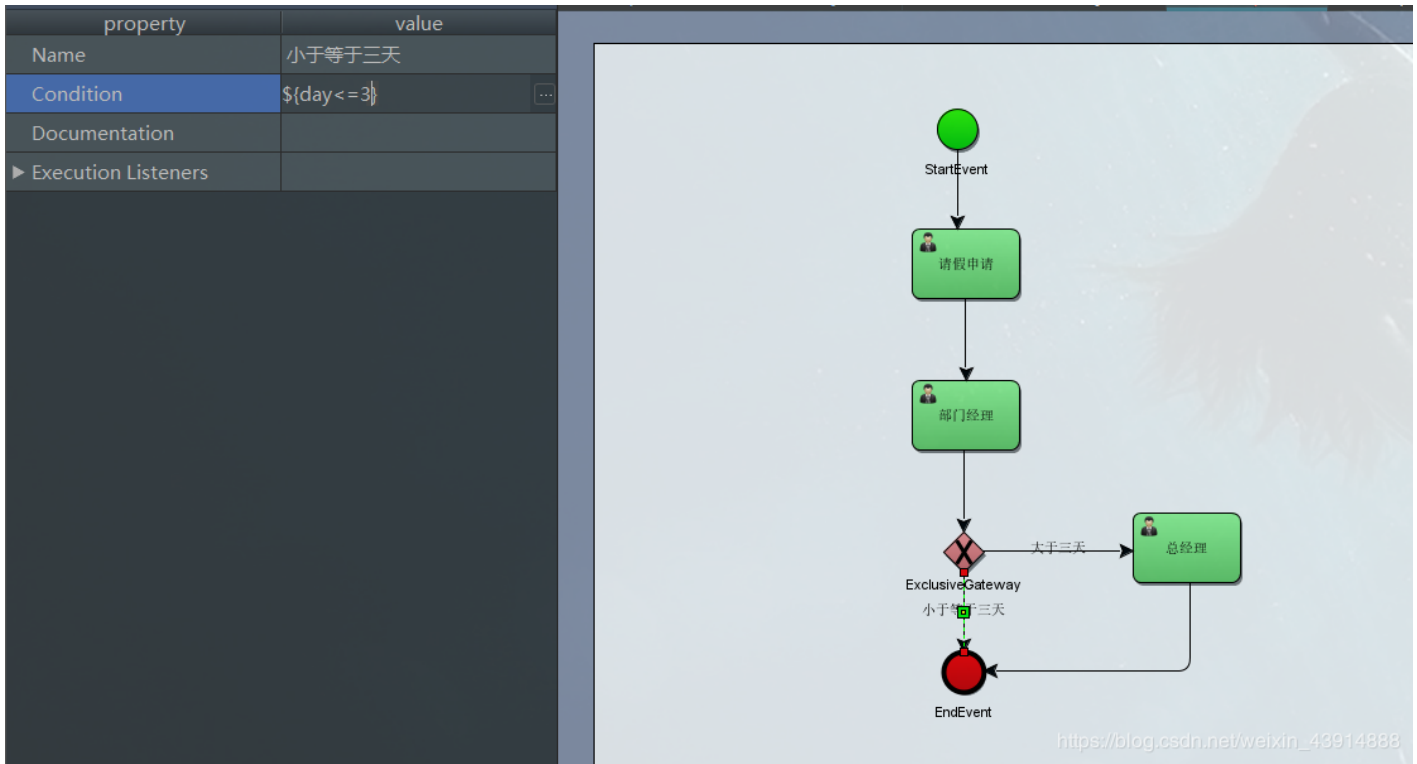 property value
Name 小于等于三天
Condition ${day<=3} ...
Documentation
Execution Listeners
StartEvent
请假申请
部门经理
大于三天
总经理
ExclusiveGateway
小于等于三天
EndEvent
https://blog.csdn.net/weixin_43914888